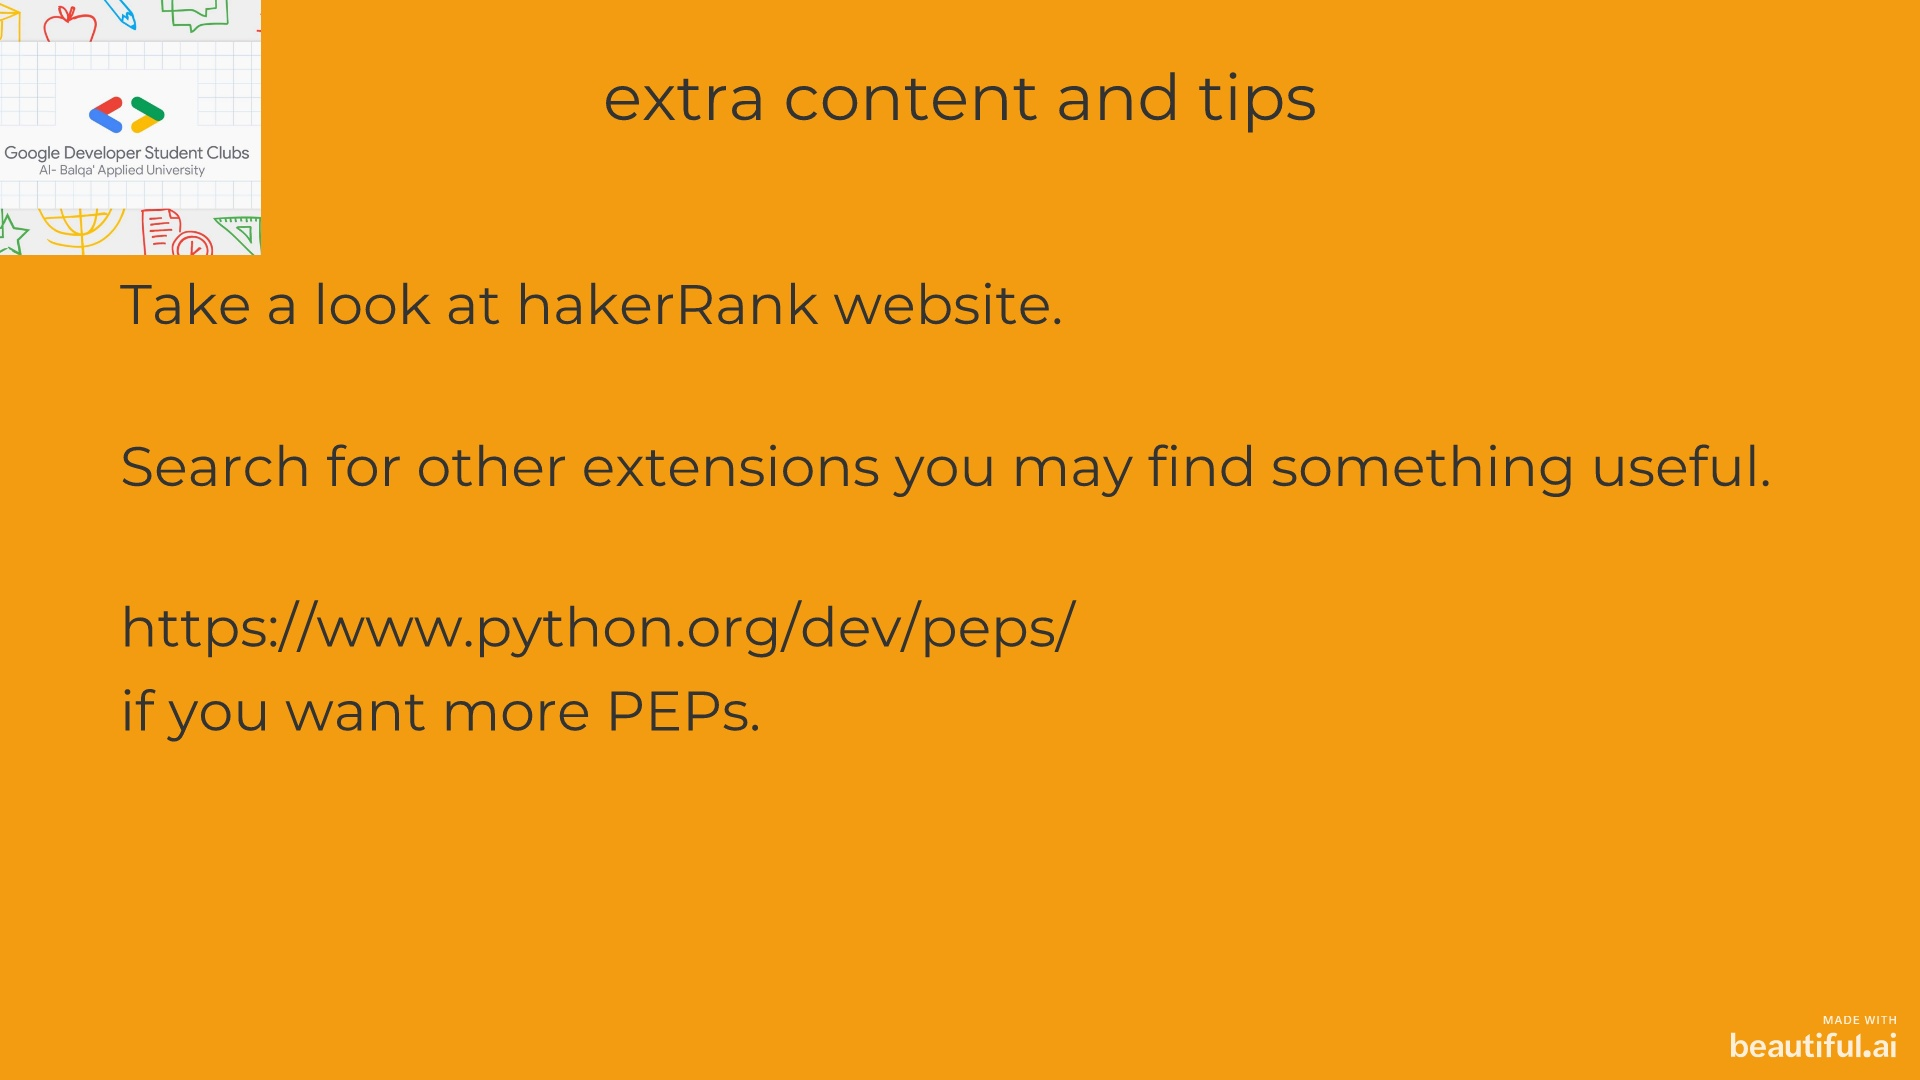 Google Developer Student Clubs
Al- Balqa' Applied University
extra content and tips
Take a look at hakerRank website.
Search for other extensions you may find something useful.
https://www.python.org/dev/peps/
if you want more PEPs.
MADE WITH
beautiful.ai